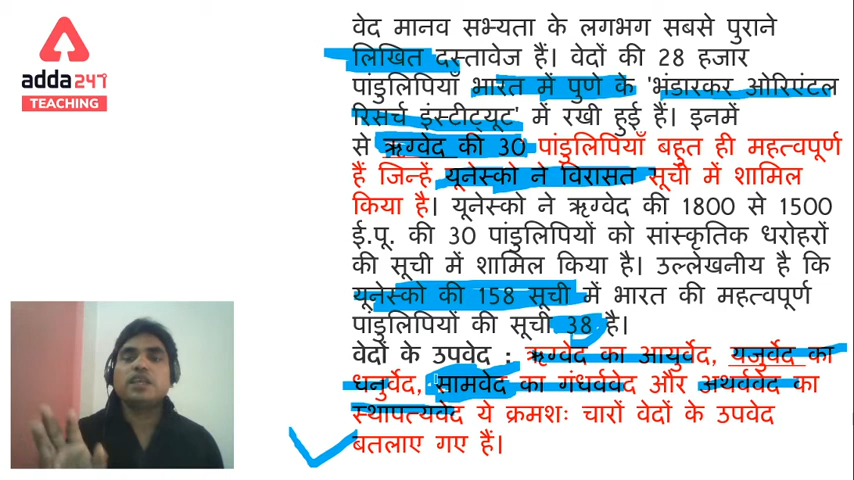 adda247
TEACHING
वेद मानव सभ्यता के लगभग सबसे पुराने
लिखित दस्तावेज हैं। वेदों की 28 हजार
पांडुलिपियाँ भारत में पुणे के 'भंडारकर ओरिएंटल
रिसर्च इंस्टीट्यूट' में रखी हुई हैं। इनमें
से ऋग्वेद की 30 पांडुलिपियाँ बहुत ही महत्वपूर्ण
हैं जिन्हें यूनेस्को ने विरासत सूची में शामिल
किया है। यूनेस्को ने ऋग्वेद की 1800 से 1500
ई.पू. की 30 पांडुलिपियों को सांस्कृतिक धरोहरों
की सूची में शामिल किया है। उल्लेखनीय है कि
यूनेस्को की 158 सूची में भारत की महत्वपूर्ण
पांडुलिपियों की सूची 38 है।
वेदों के उपवेद : ऋग्वेद का आयुर्वेद, यजुर्वेद का
धनुर्वेद, सामवेद का गंधर्ववेद और अथर्ववेद का
स्थापत्यवेद ये क्रमशः चारों वेदों के उपवेद
बतलाए गए हैं।